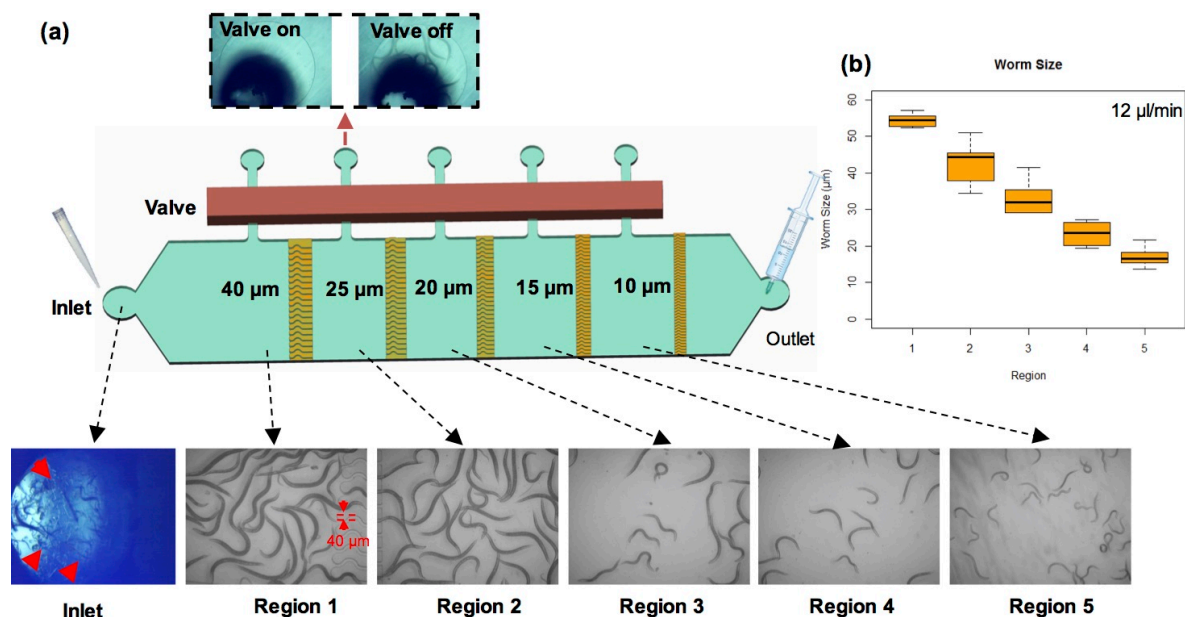 (a)
Valve on
Valve off
Valve
Inlet
40 µm
25 µm
20 µm
15 µm
10 µm
Outlet
(b)
Worm Size
12 µl/min
Worm Size (µm)
60
50
40
30
20
10
0
1 2 3 4 5
Region
40 µm
Inlet
Region 1
Region 2
Region 3
Region 4
Region 5